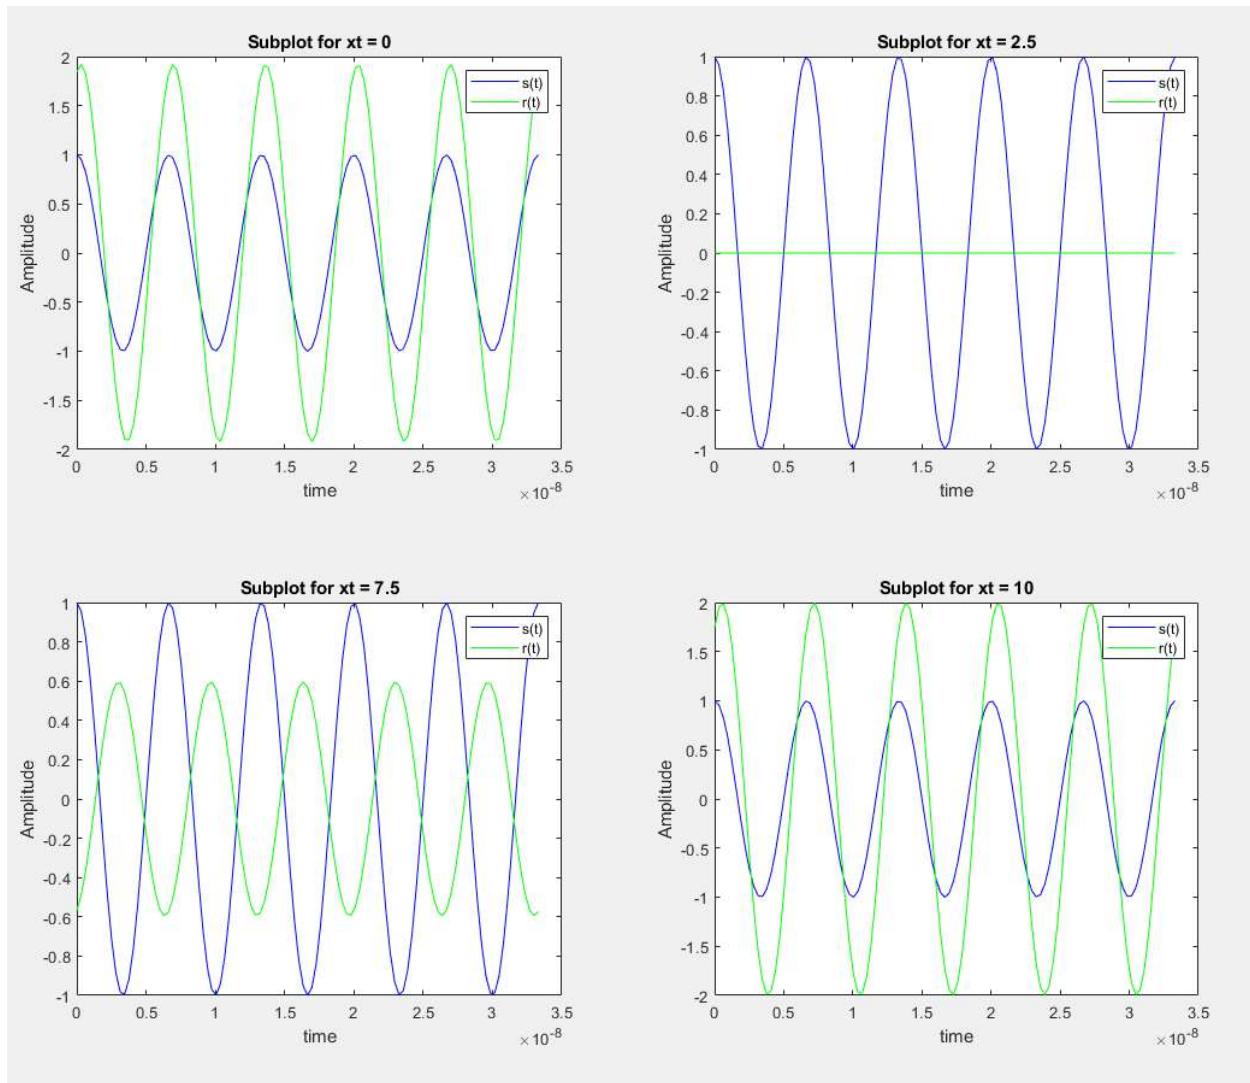 Subplot for xt = 0
2
1.5
1
0.5
0
-0.5
-1
-1.5
-2
Amplitude
s(t)
r(t)
0 0.5 1 1.5 2 2.5 3 3.5
time
×10-8
Subplot for xt = 2.5
1
0.8
0.6
0.4
0.2
0
-0.2
-0.4
-0.6
-0.8
-1
Amplitude
s(t)
r(t)
0 0.5 1 1.5 2 2.5 3 3.5
time
×10-8
Subplot for xt = 7.5
1
0.8
0.6
0.4
0.2
0
-0.2
-0.4
-0.6
-0.8
-1
Amplitude
s(t)
r(t)
0 0.5 1 1.5 2 2.5 3 3.5
time
×10-8
Subplot for xt = 10
2
1.5
1
0.5
0
-0.5
-1
-1.5
-2
Amplitude
s(t)
r(t)
0 0.5 1 1.5 2 2.5 3 3.5
time
×10-8